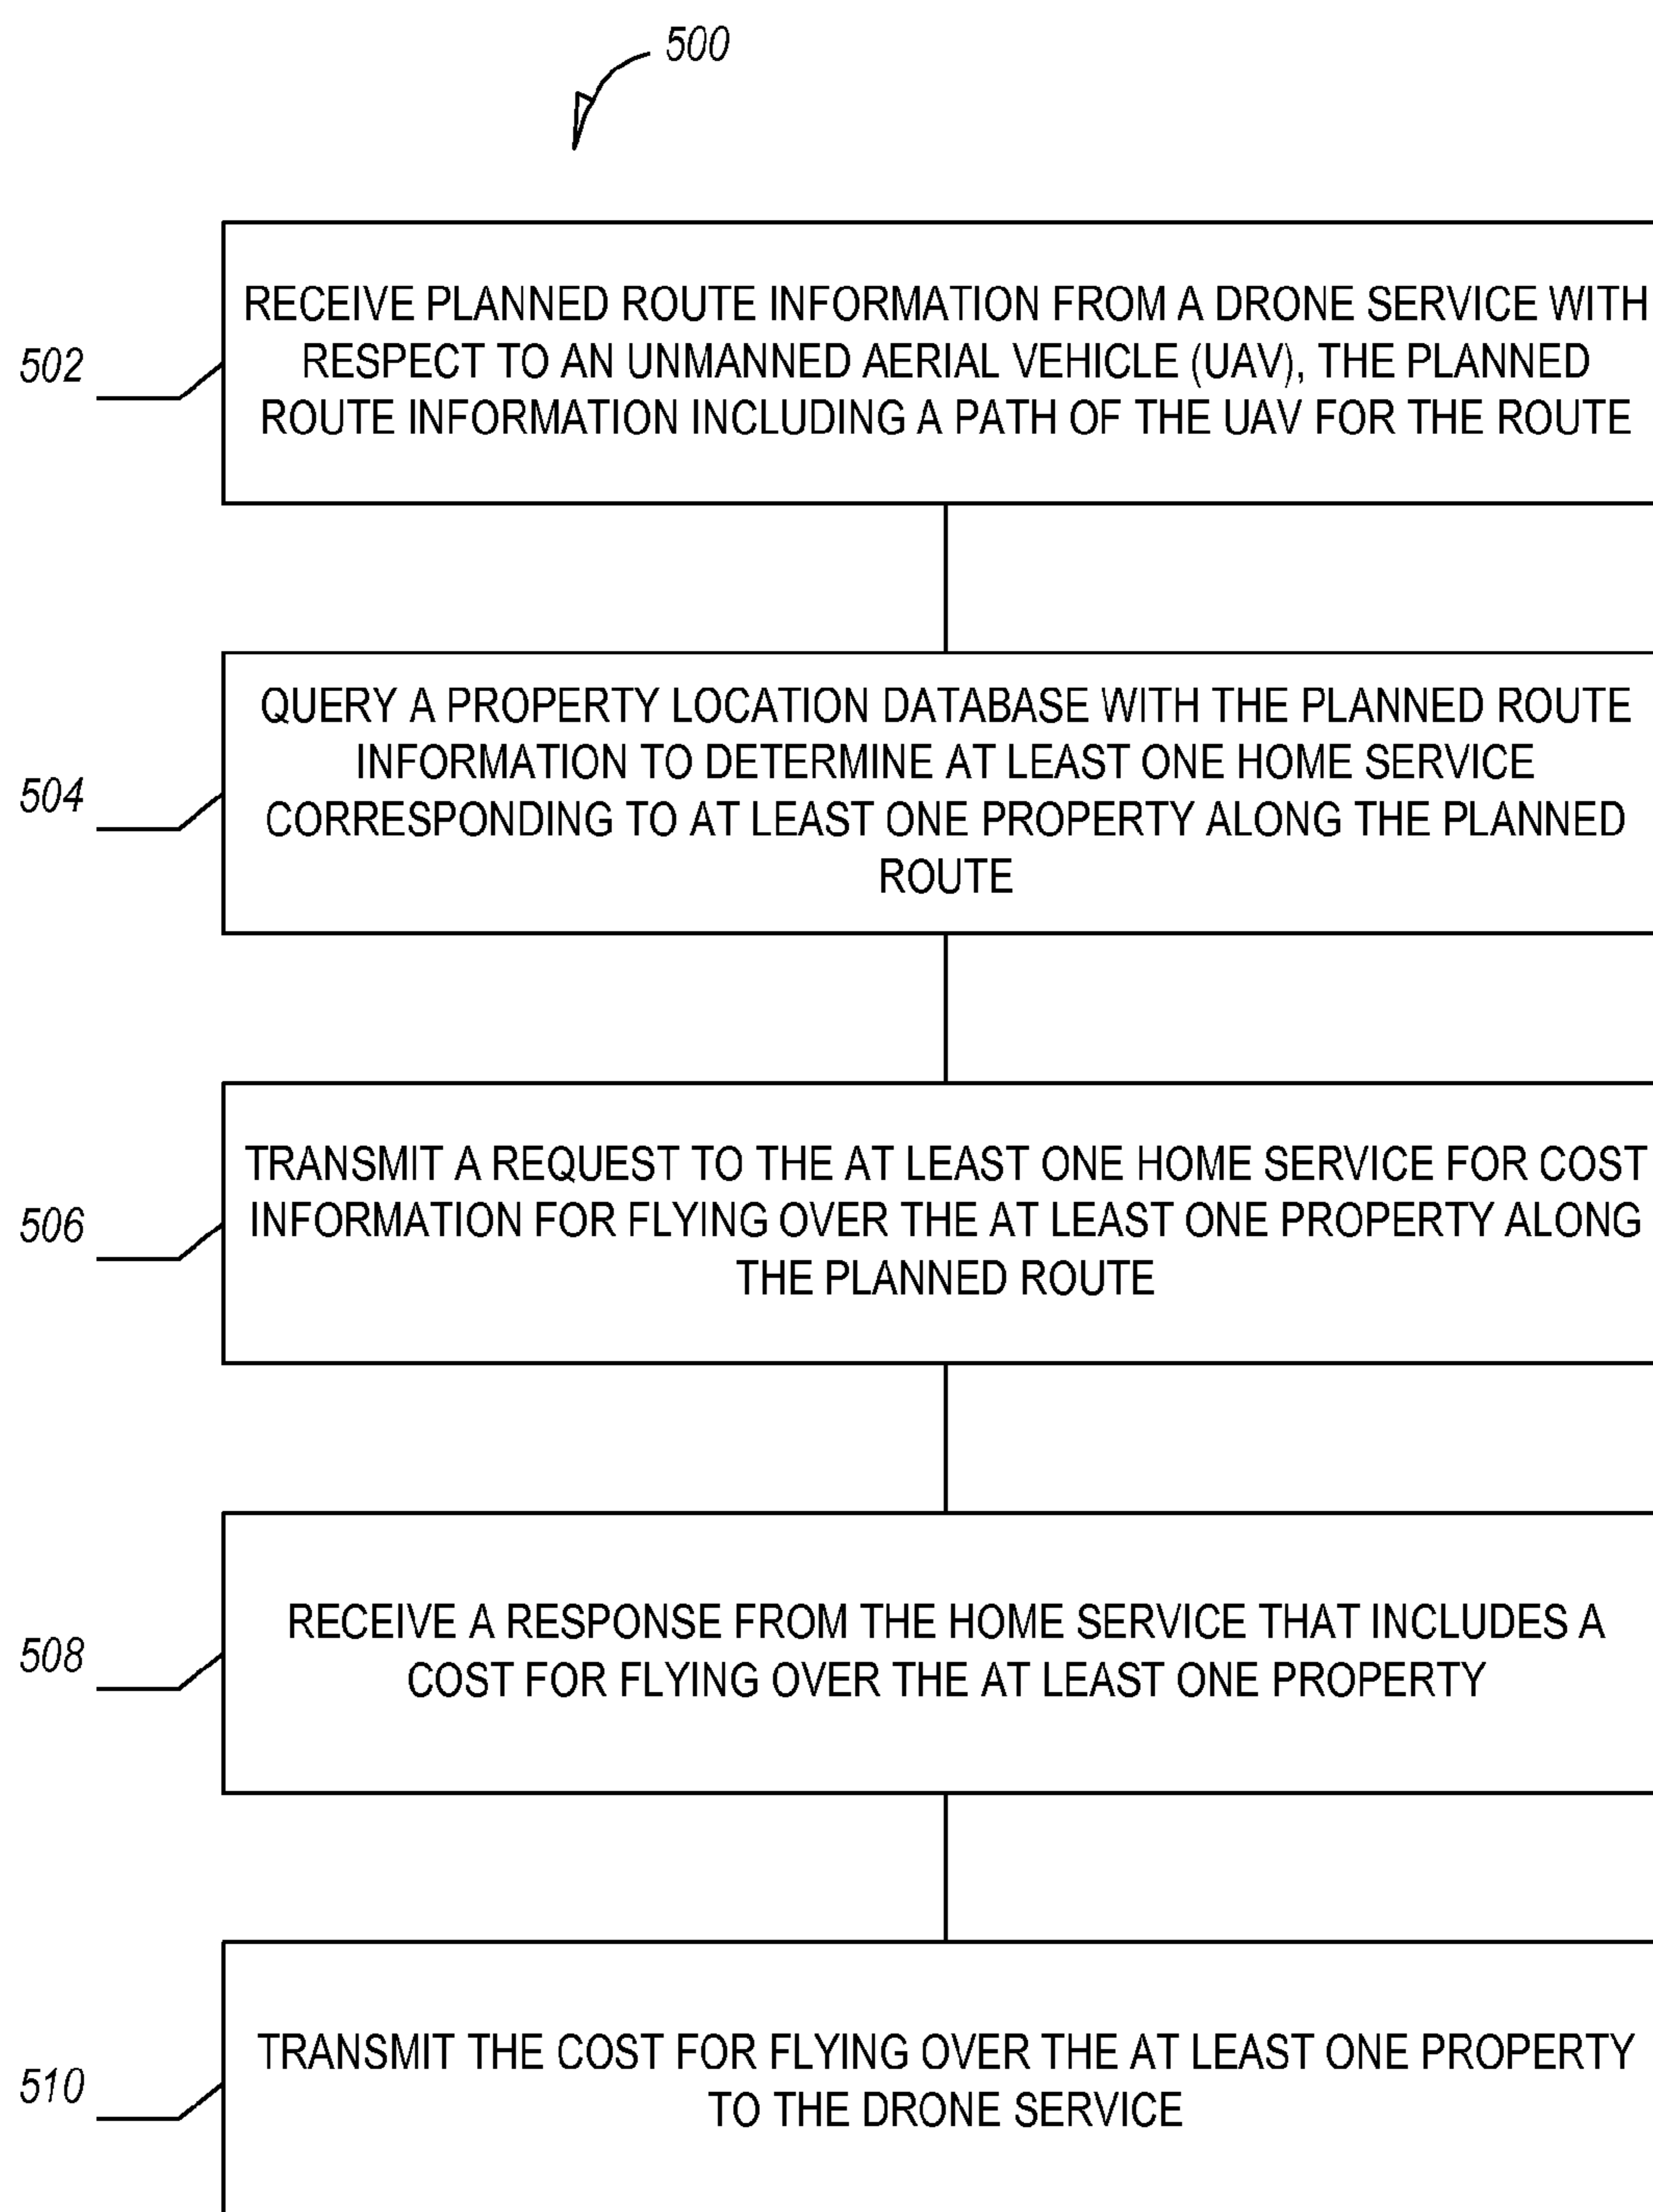 500
502
RECEIVE PLANNED ROUTE INFORMATION FROM A DRONE SERVICE WITH
RESPECT TO AN UNMANNED AERIAL VEHICLE (UAV), THE PLANNED
ROUTE INFORMATION INCLUDING A PATH OF THE UAV FOR THE ROUTE
504
QUERY A PROPERTY LOCATION DATABASE WITH THE PLANNED ROUTE
INFORMATION TO DETERMINE AT LEAST ONE HOME SERVICE
CORRESPONDING TO AT LEAST ONE PROPERTY ALONG THE PLANNED
ROUTE
506
TRANSMIT A REQUEST TO THE AT LEAST ONE HOME SERVICE FOR COST
INFORMATION FOR FLYING OVER THE AT LEAST ONE PROPERTY ALONG
THE PLANNED ROUTE
508
RECEIVE A RESPONSE FROM THE HOME SERVICE THAT INCLUDES A
COST FOR FLYING OVER THE AT LEAST ONE PROPERTY
510
TRANSMIT THE COST FOR FLYING OVER THE AT LEAST ONE PROPERTY
TO THE DRONE SERVICE